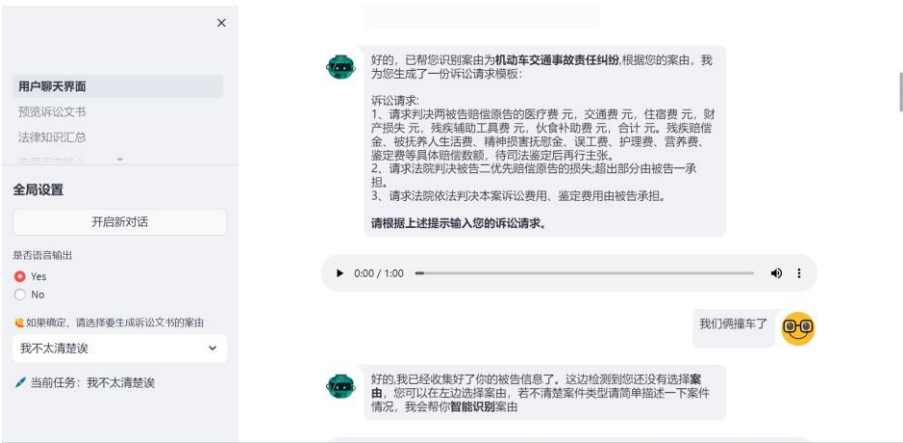 用户聊天界面
预览诉讼文书
法律知识汇总
全局设置
开启新对话
是否语音输出
Yes
No
如果确定，请选择要生成诉讼文书的案由
我不太清楚诶
当前任务：我不太清楚诶
好的，已帮您识别案由为机动车交通事故责任纠纷,根据您的案由，我
为您生成了一份诉讼请求模板：
诉讼请求:
1、请求判决两被告赔偿原告的医疗费 元，交通费 元，住宿费 元，财
产损失 元，残疾辅助工具费 元，伙食补助费 元，合计 元。残疾赔偿
金、被扶养人生活费、精神损害抚慰金、误工费、护理费、营养费、
鉴定费等具体赔偿数额，待司法鉴定后再行主张。
2、请求法院判决被告二优先赔偿原告的损失;超出部分由被告一承
担。
3、请求法院依法判决本案诉讼费用、鉴定费用由被告承担。
请根据上述提示输入您的诉讼请求。
0:00 / 1:00
我们俩撞车了
好的,我已经收集好了你的被告信息了。这边检测到您还没有选择案
由，您可以在左边选择案由，若不清楚案件类型请简单描述一下案件
情况，我会帮你智能识别案由